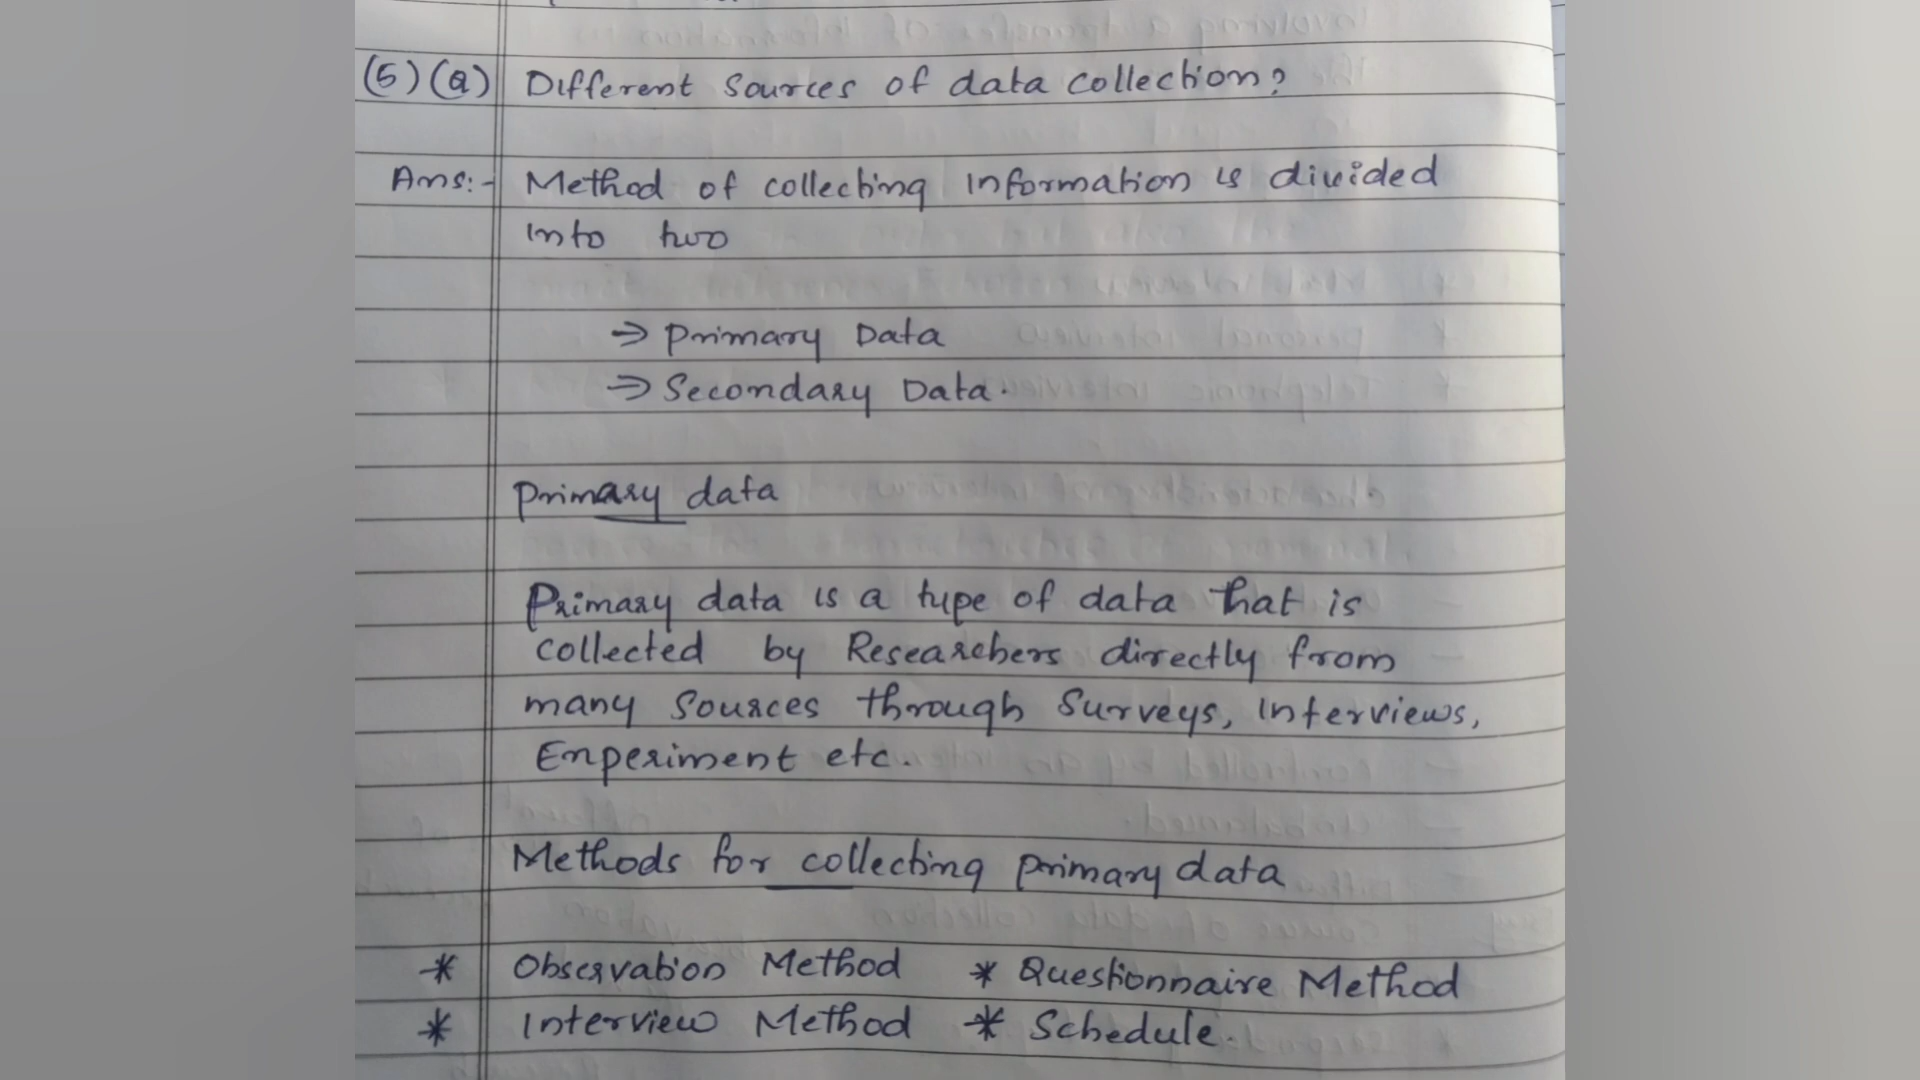 (5)(a) Different Sources of data collection?
Ans:- Method of collecting information is divided
into two
→ Primary Data
→ Secondary Data.
Primary data
Primary data is a type of data that is
collected by Researchers directly from
many Sources through Surveys, Interviews,
Enperiment etc.
Methods for collecting primary data
* Observation Method * Questionnaire Method
* Interview Method * Schedule.